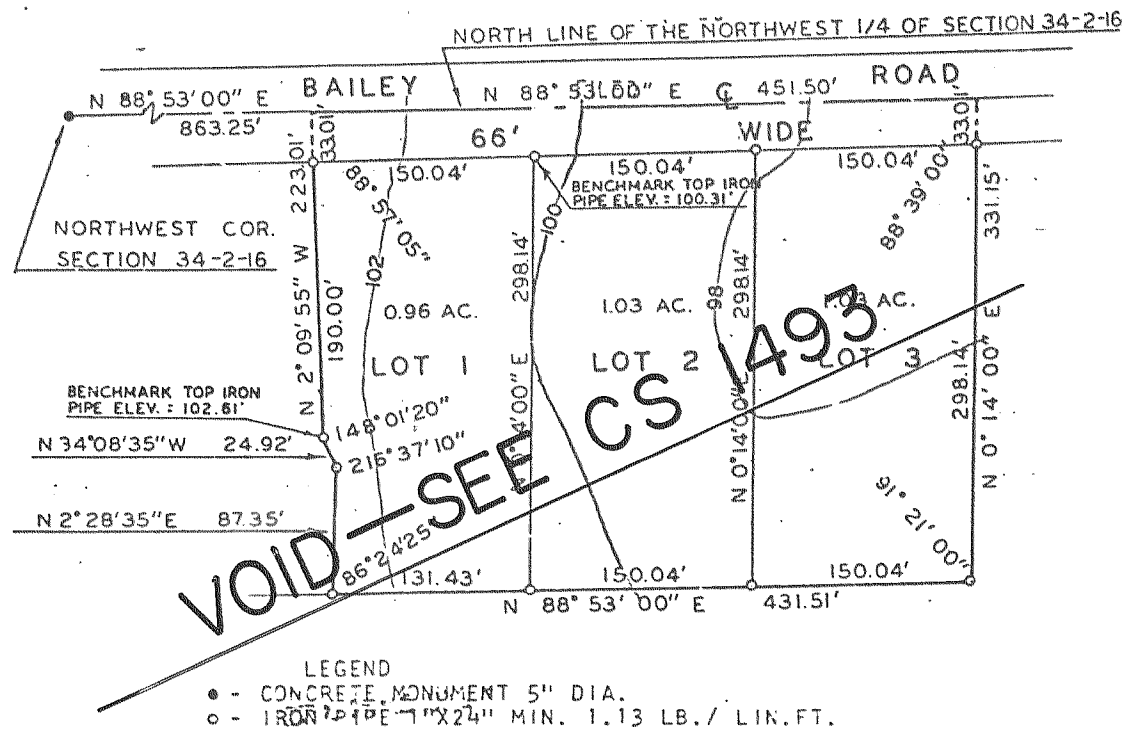 NORTH LINE OF THE NORTHWEST 1/4 OF SECTION 34-2-16
BAILEY ROAD
N 88° 53'00" E
863.25'
N 88° 53' 00" E ℄ 451.50'
66' WIDE
33.01'
33.01'
223.01'
150.04'
150.04'
150.04'
BENCHMARK TOP IRON
PIPE ELEV. : 100.31'
NORTHWEST COR.
SECTION 34-2-16
88° 57' 05"
88° 39' 00"
331.15'
N 2° 09' 55" W
190.00'
102
100
98
298.14'
298.14'
298.14'
0.96 AC.
1.03 AC.
1.03 AC.
LOT 1
LOT 2
LOT 3
N 0° 14' 00" E
N 0°14'00"E
4'00" E
BENCHMARK TOP IRON
PIPE ELEV. : 102.61'
148° 01' 20"
N 34°08'35"W 24.92'
216° 37' 10"
N 2° 28'35"E 87.35'
86° 24' 25"
91° 21' 00"
131.43'
150.04'
150.04'
N 88° 53' 00" E 431.51'
VOID—SEE CS 1493
LEGEND
● - CONCRETE MONUMENT 5" DIA.
○ - IRON PIPE 1"X24" MIN. 1.13 LB./ LIN.FT.